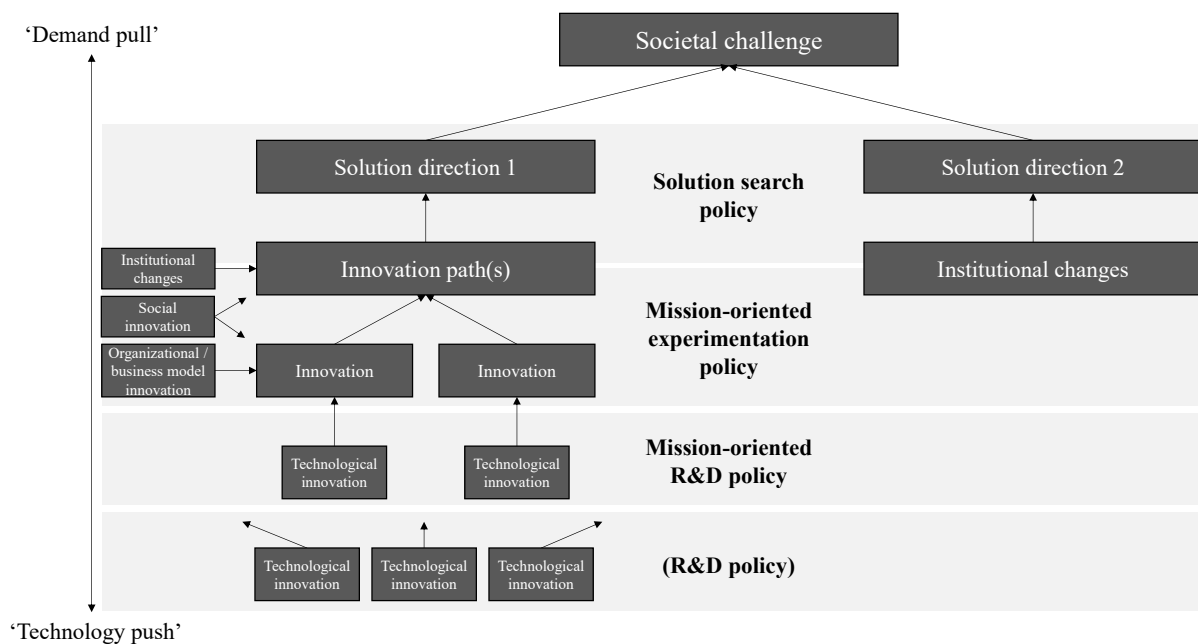 ‘Demand pull’
Societal challenge
Solution direction 1
Solution search
policy
Solution direction 2
Institutional
changes
Innovation path(s)
Institutional changes
Social
innovation
Mission-oriented
experimentation
policy
Organizational /
business model
innovation
Innovation
Innovation
Technological
innovation
Technological
innovation
Mission-oriented
R&D policy
Technological
innovation
Technological
innovation
Technological
innovation
(R&D policy)
‘Technology push’